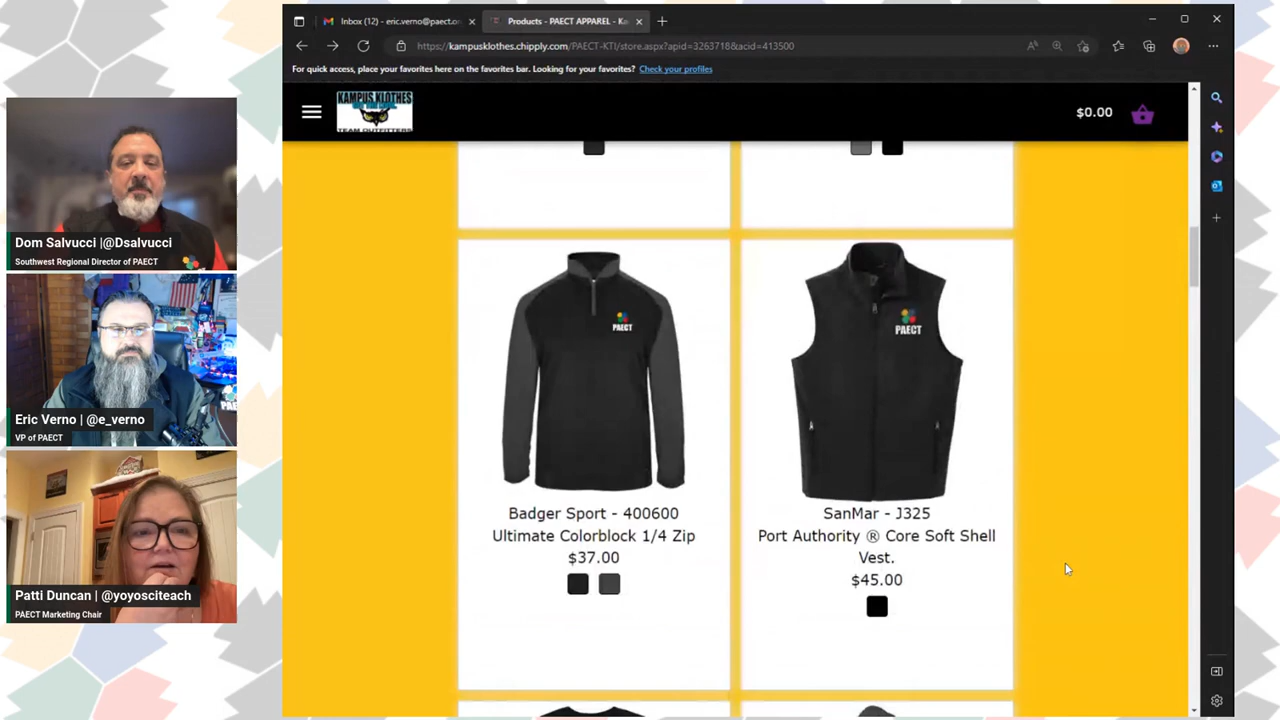 Inbox (12) - eric.verno@paect.or
Products - PAECT APPAREL - Ka
https://kampusklothes.chipply.com/PAECT-KTI/store.aspx?apid=32637188&acid=413500
For quick access, place your favorites here on the favorites bar. Looking for your favorites? Check your profiles
KAMPUS KLOTHES
TEAM OUTFITTERS
$0.00
Dom Salvucci |@Dsalvucci
Southwest Regional Director of PAECT
Eric Verno | @e_verno
VP of PAECT
Patti Duncan | @yoyosciteach
PAECT Marketing Chair
PAECT
Badger Sport - 400600
Ultimate Colorblock 1/4 Zip
$37.00
PAECT
SanMar - J325
Port Authority ® Core Soft Shell
Vest.
$45.00